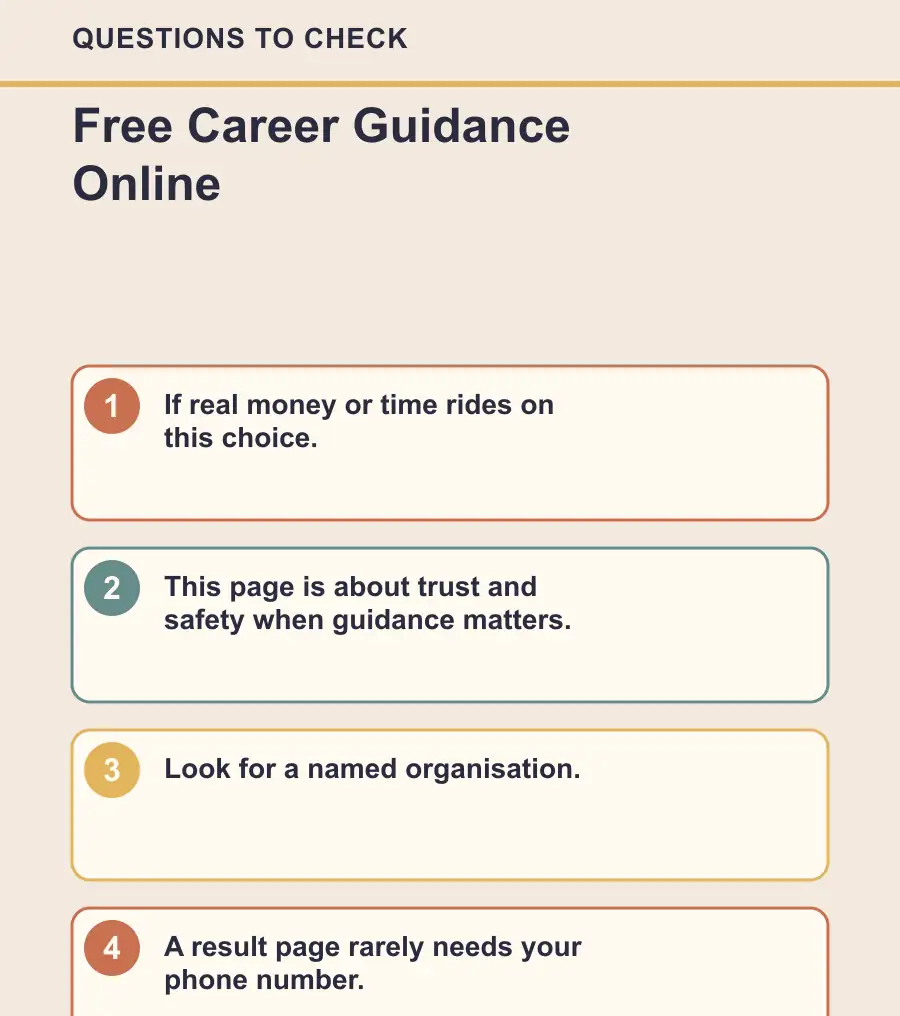 QUESTIONS TO CHECK
Free Career Guidance
Online
1
If real money or time rides on
this choice.
2
This page is about trust and
safety when guidance matters.
3
Look for a named organisation.
4
A result page rarely needs your
phone number.